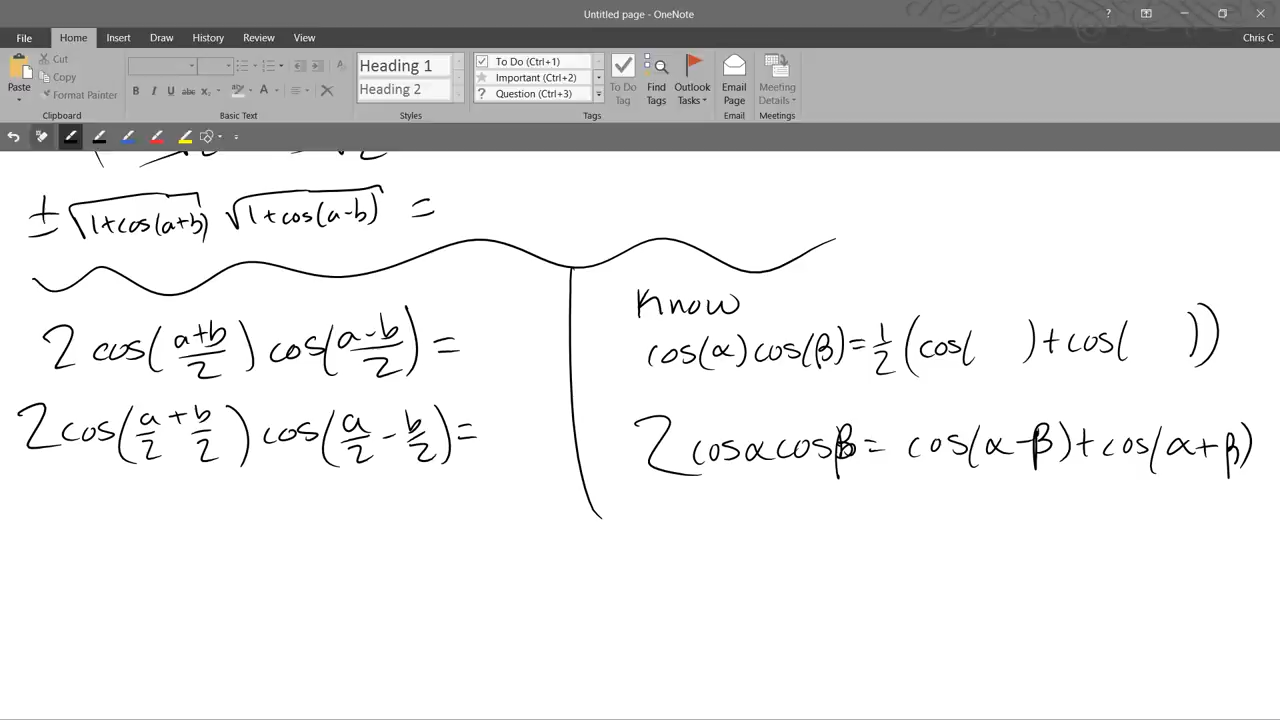 Untitled page - OneNote
File Home Insert Draw History Review View Chris C
Paste Cut Copy Format Painter Clipboard
B I U abc x₂ A Basic Text
Heading 1
Heading 2
Styles
To Do (Ctrl+1)
Important (Ctrl+2)
Question (Ctrl+3)
To Do Tag Find Tags Outlook Tasks Tags
Email Page Email
Meeting Details Meetings
± √(1+cos(a+b)) √(1+cos(a-b)) =
2 cos((a+b)/2) cos((a-b)/2) =
2cos(a/2 + b/2) cos(a/2 - b/2) =
Know
cos(α)cos(β)=1/2(cos( )+cos( ))
2cosαcosβ= cos(α-β)+cos(α+β)